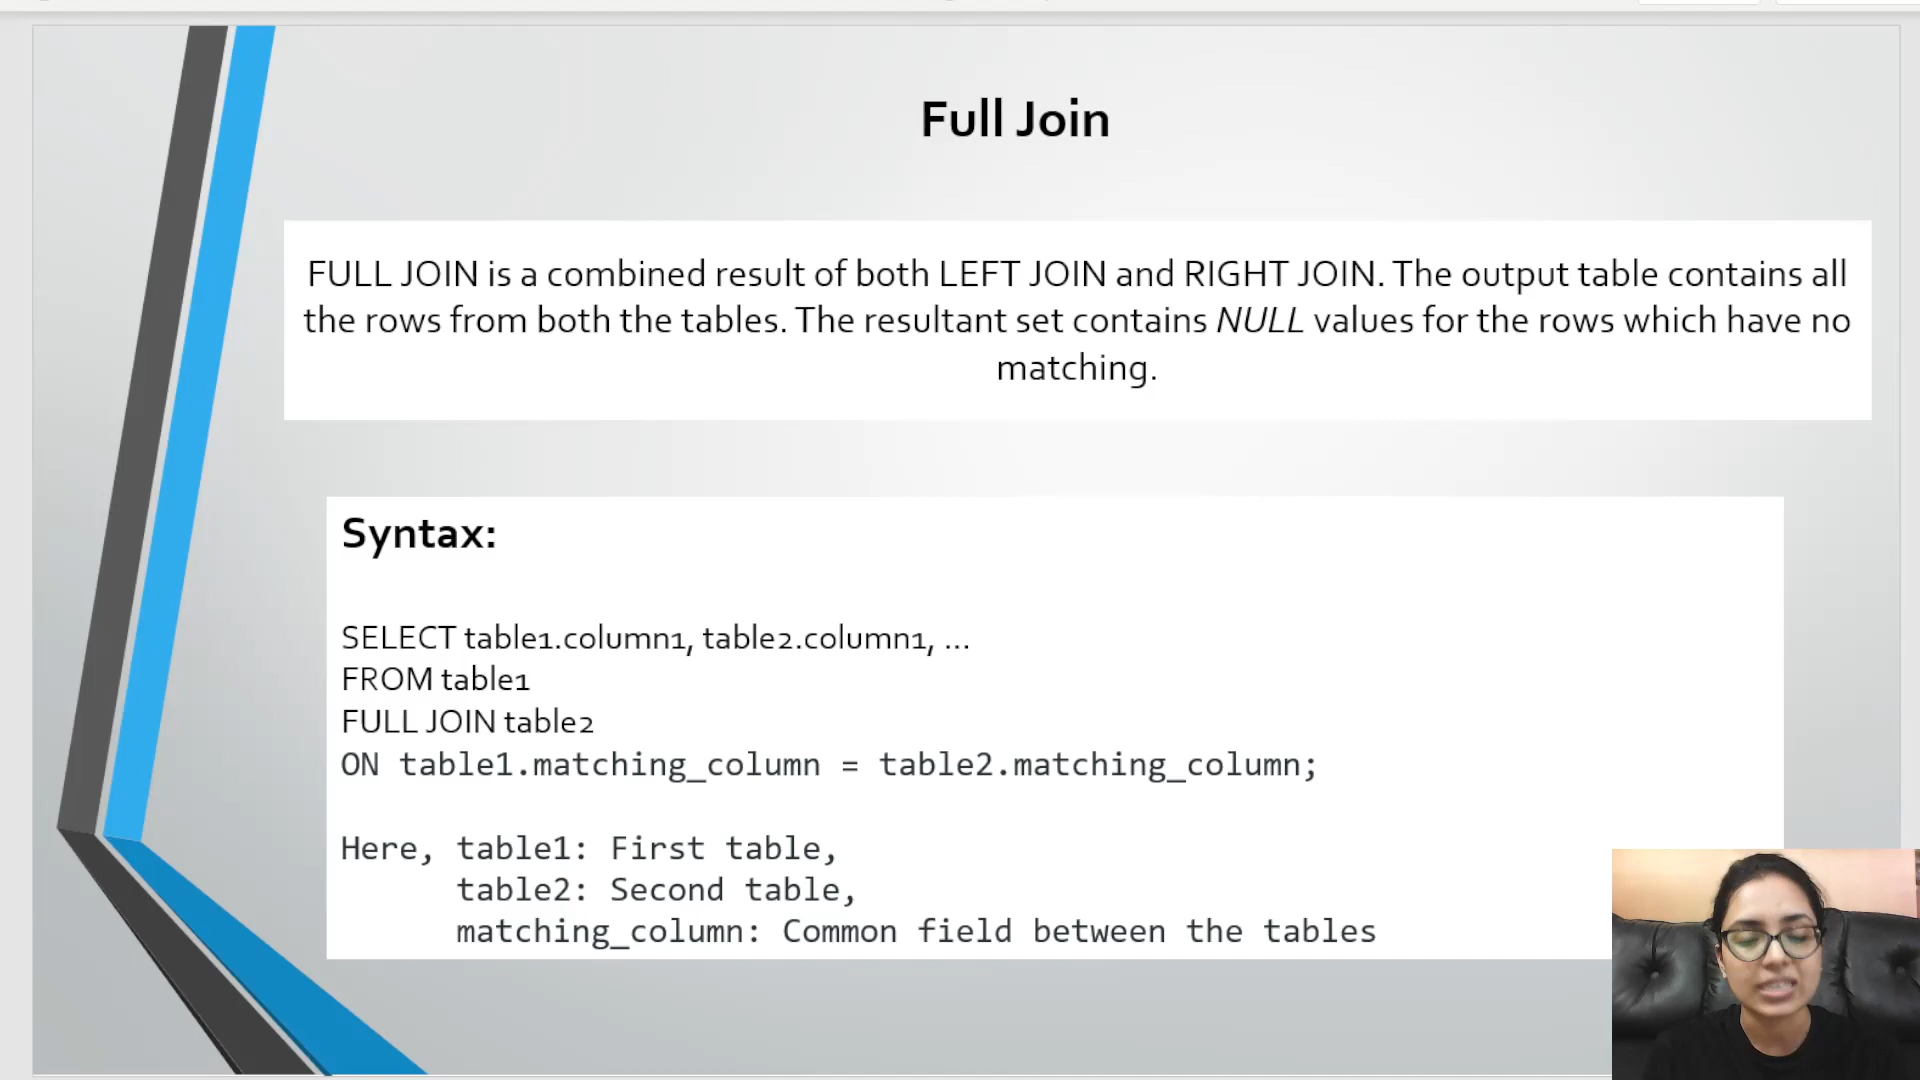 Full Join
FULL JOIN is a combined result of both LEFT JOIN and RIGHT JOIN. The output table contains all
the rows from both the tables. The resultant set contains NULL values for the rows which have no
matching.
Syntax:
SELECT table1.column1, table2.column1, ...
FROM table1
FULL JOIN table2
ON table1.matching_column = table2.matching_column;
Here, table1: First table,
table2: Second table,
matching_column: Common field between the tables